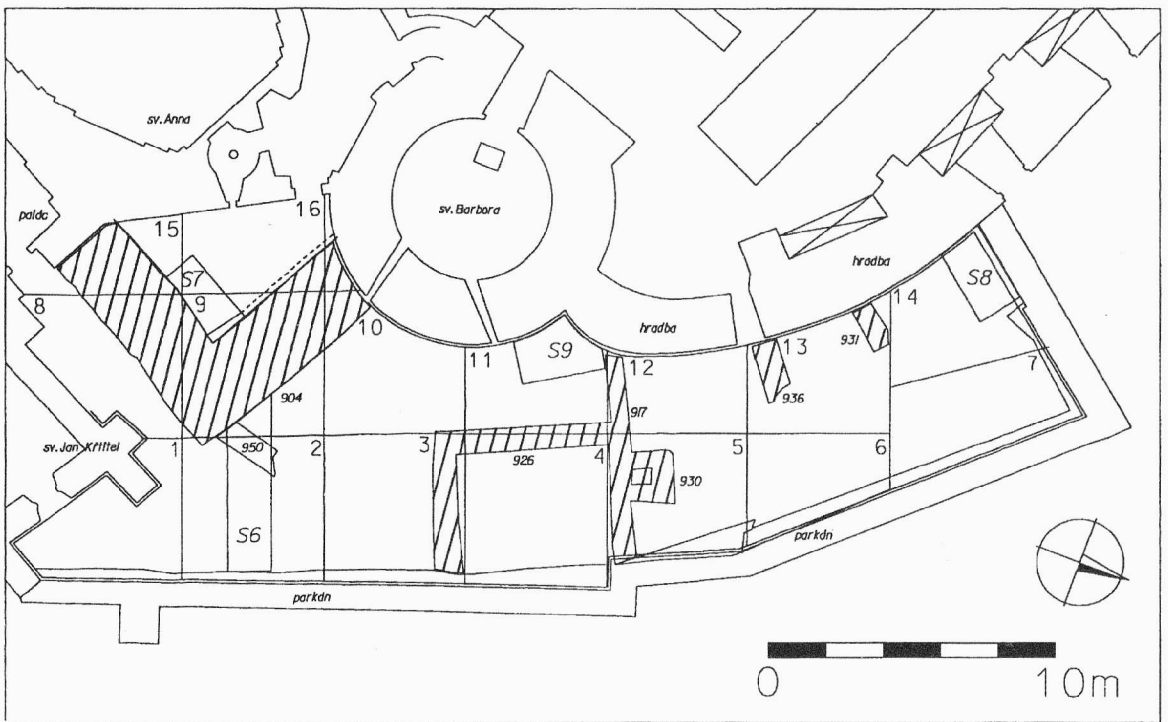 sv.Anna
palác
sv.Barbora
15
16
S7
8
9
10
hradba
hradba
14
S8
11
S9
12
13
931
7
904
936
917
sv.Jan Křtitel
1
950
2
3
926
4
5
6
930
S6
parkán
parkán
0
10m